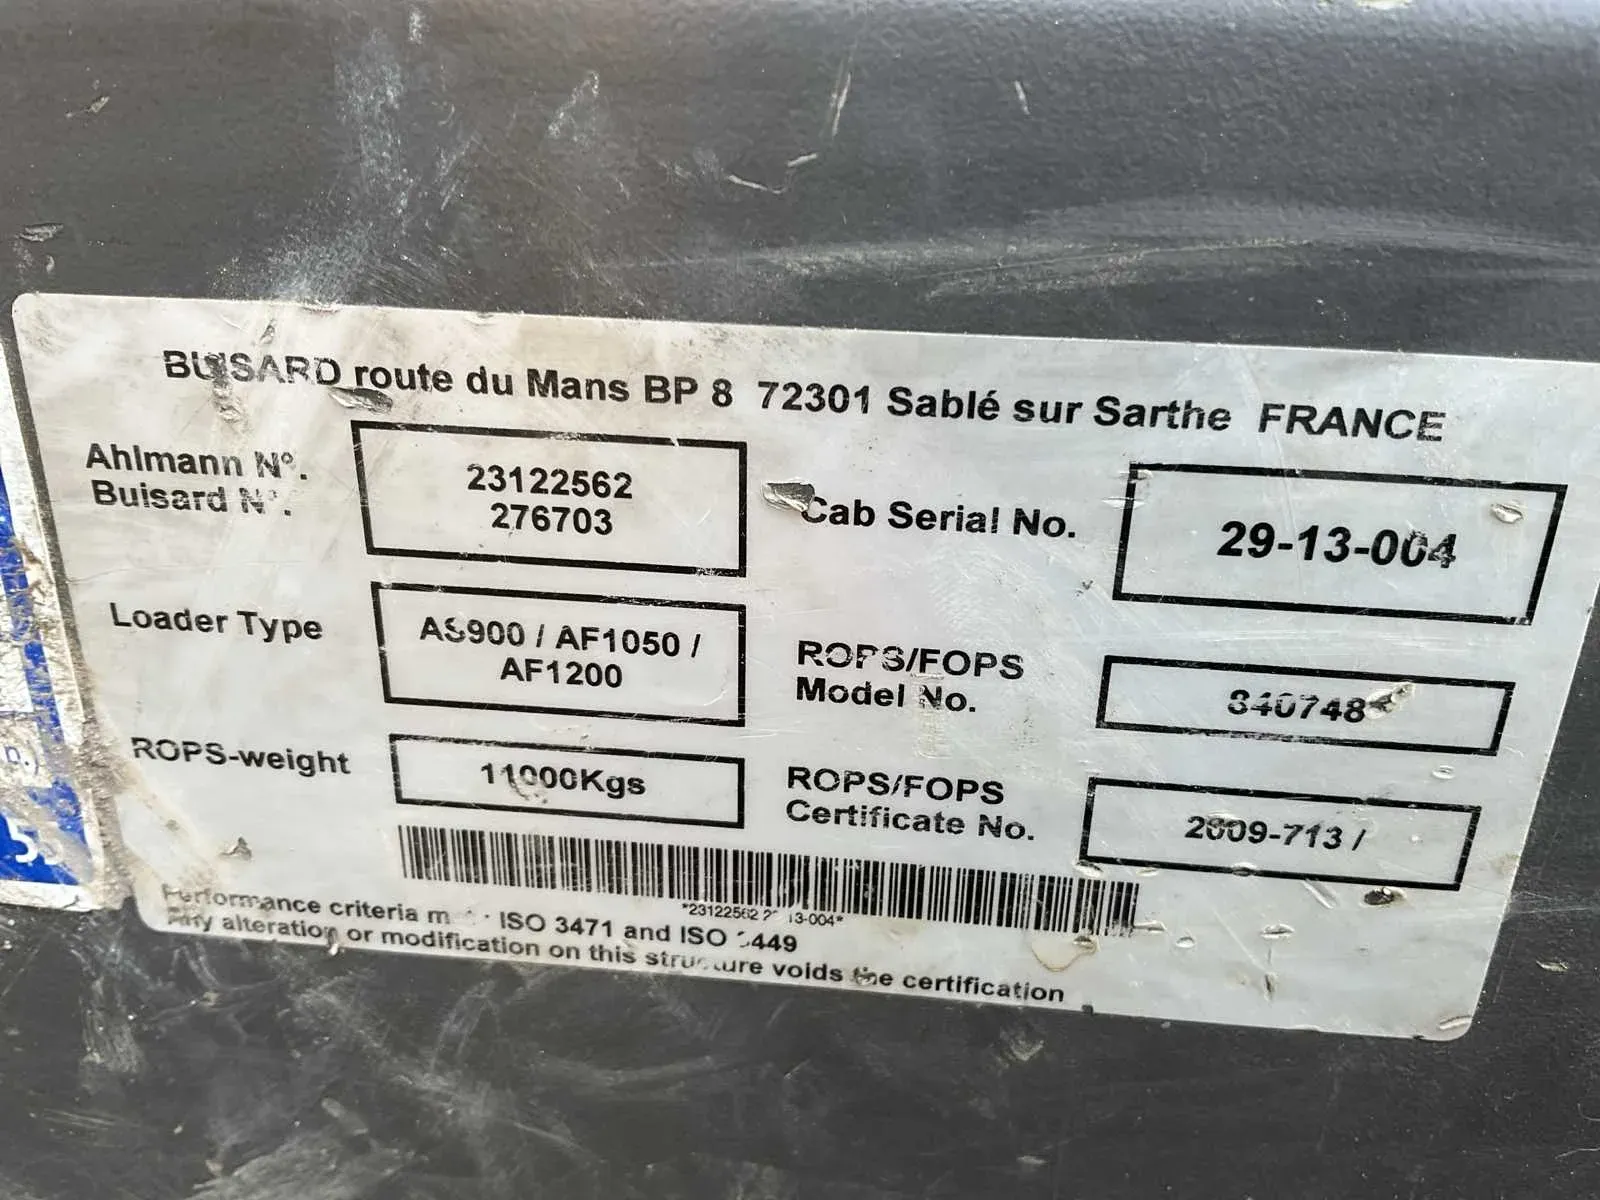 BUISARD route du Mans BP 8 72301 Sablé sur Sarthe FRANCE
Ahlmann Nº. 23122562
Buisard Nº. 276703
Cab Serial No. 29-13-004
Loader Type AS900 / AF1050 /
AF1200
ROPS/FOPS
Model No. 840748
ROPS-weight 11000Kgs
ROPS/FOPS
Certificate No. 2009-713 /
Performance criteria ISO 3471 and ISO
Any alteration or modification on this structure voids the certification
n.)